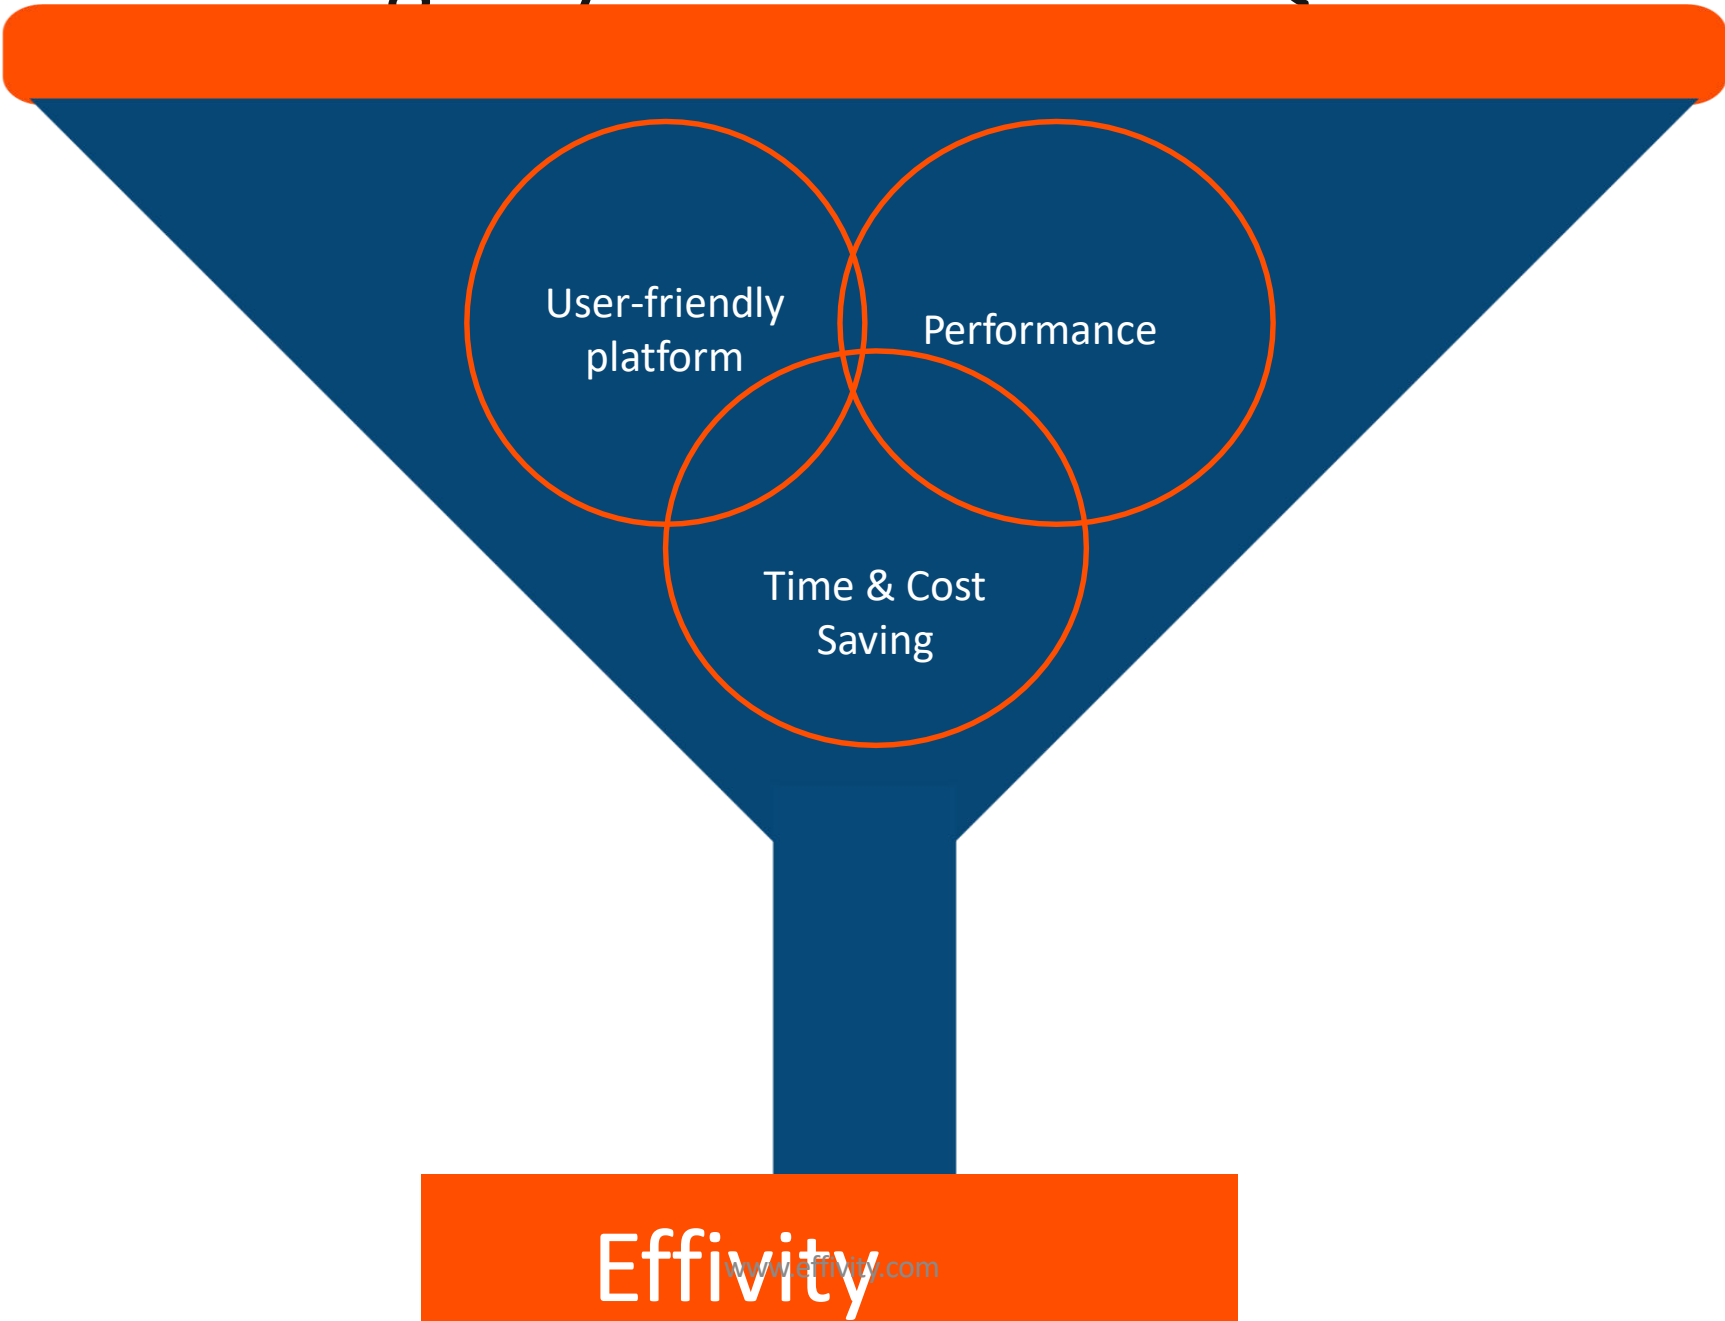 User-friendly
platform
Performance
Time & Cost
Saving
Effivity
www.effivity.com